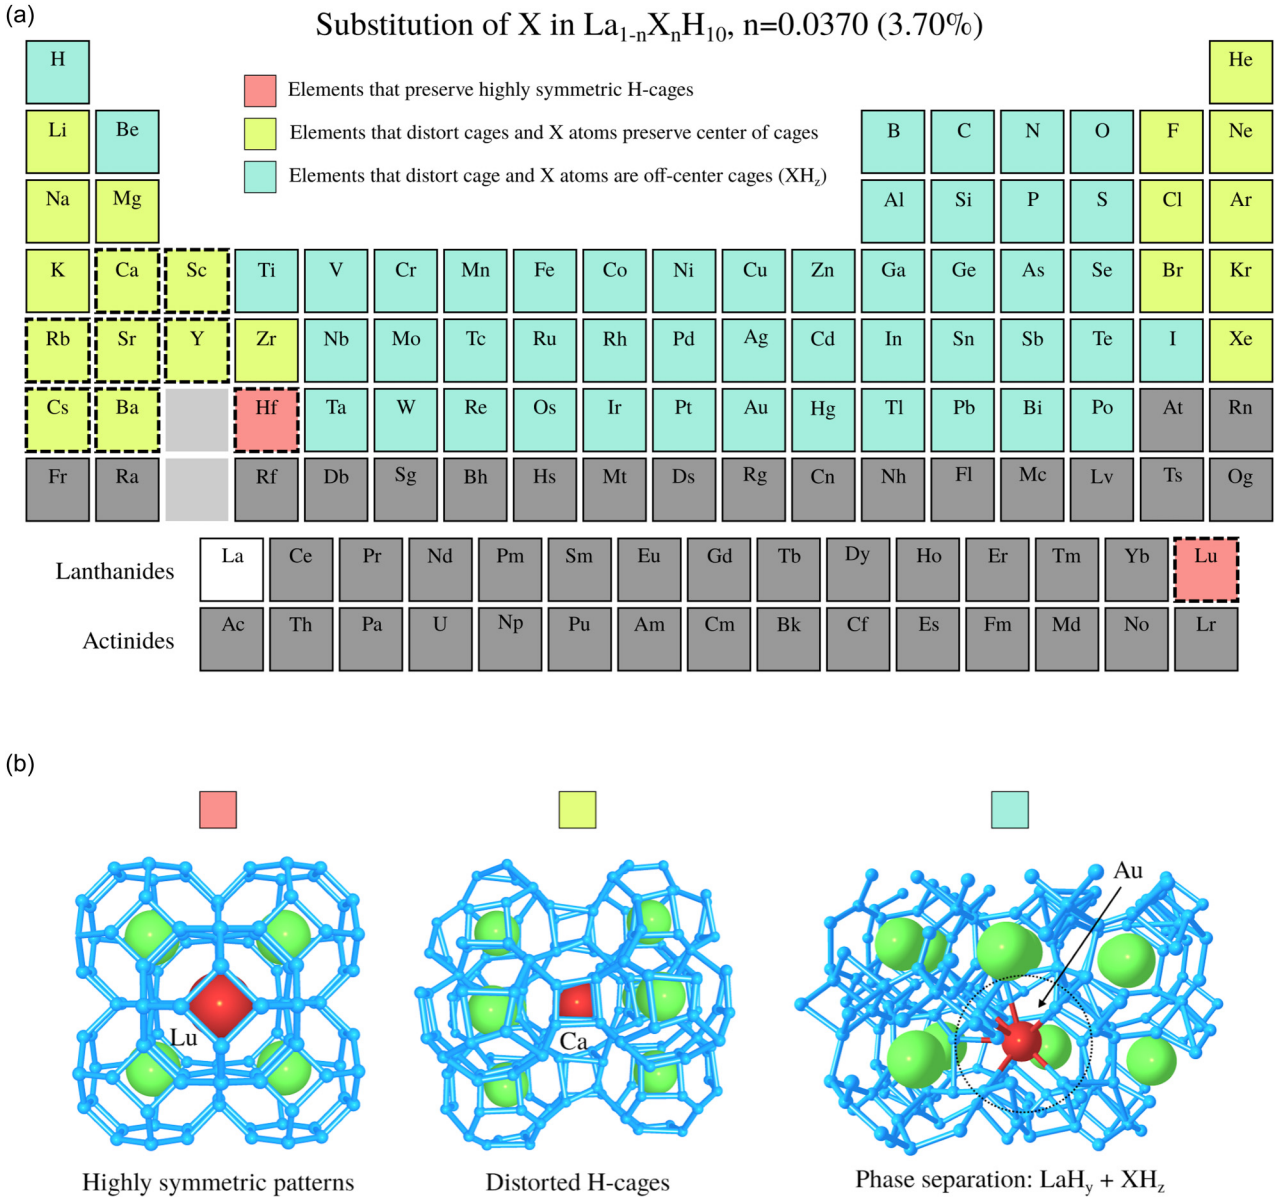 (a)
Substitution of X in La1-nXnH10, n=0.0370 (3.70%)
H He
Elements that preserve highly symmetric H-cages
Li Be Elements that distort cages and X atoms preserve center of cages B C N O F Ne
Elements that distort cage and X atoms are off-center cages (XHz)
Na Mg Al Si P S Cl Ar
K Ca Sc Ti V Cr Mn Fe Co Ni Cu Zn Ga Ge As Se Br Kr
Rb Sr Y Zr Nb Mo Tc Ru Rh Pd Ag Cd In Sn Sb Te I Xe
Cs Ba Hf Ta W Re Os Ir Pt Au Hg Tl Pb Bi Po At Rn
Fr Ra Rf Db Sg Bh Hs Mt Ds Rg Cn Nh Fl Mc Lv Ts Og
Lanthanides La Ce Pr Nd Pm Sm Eu Gd Tb Dy Ho Er Tm Yb Lu
Actinides Ac Th Pa U Np Pu Am Cm Bk Cf Es Fm Md No Lr
(b)
Au
Lu
Ca
Highly symmetric patterns
Distorted H-cages
Phase separation: LaHy + XHz